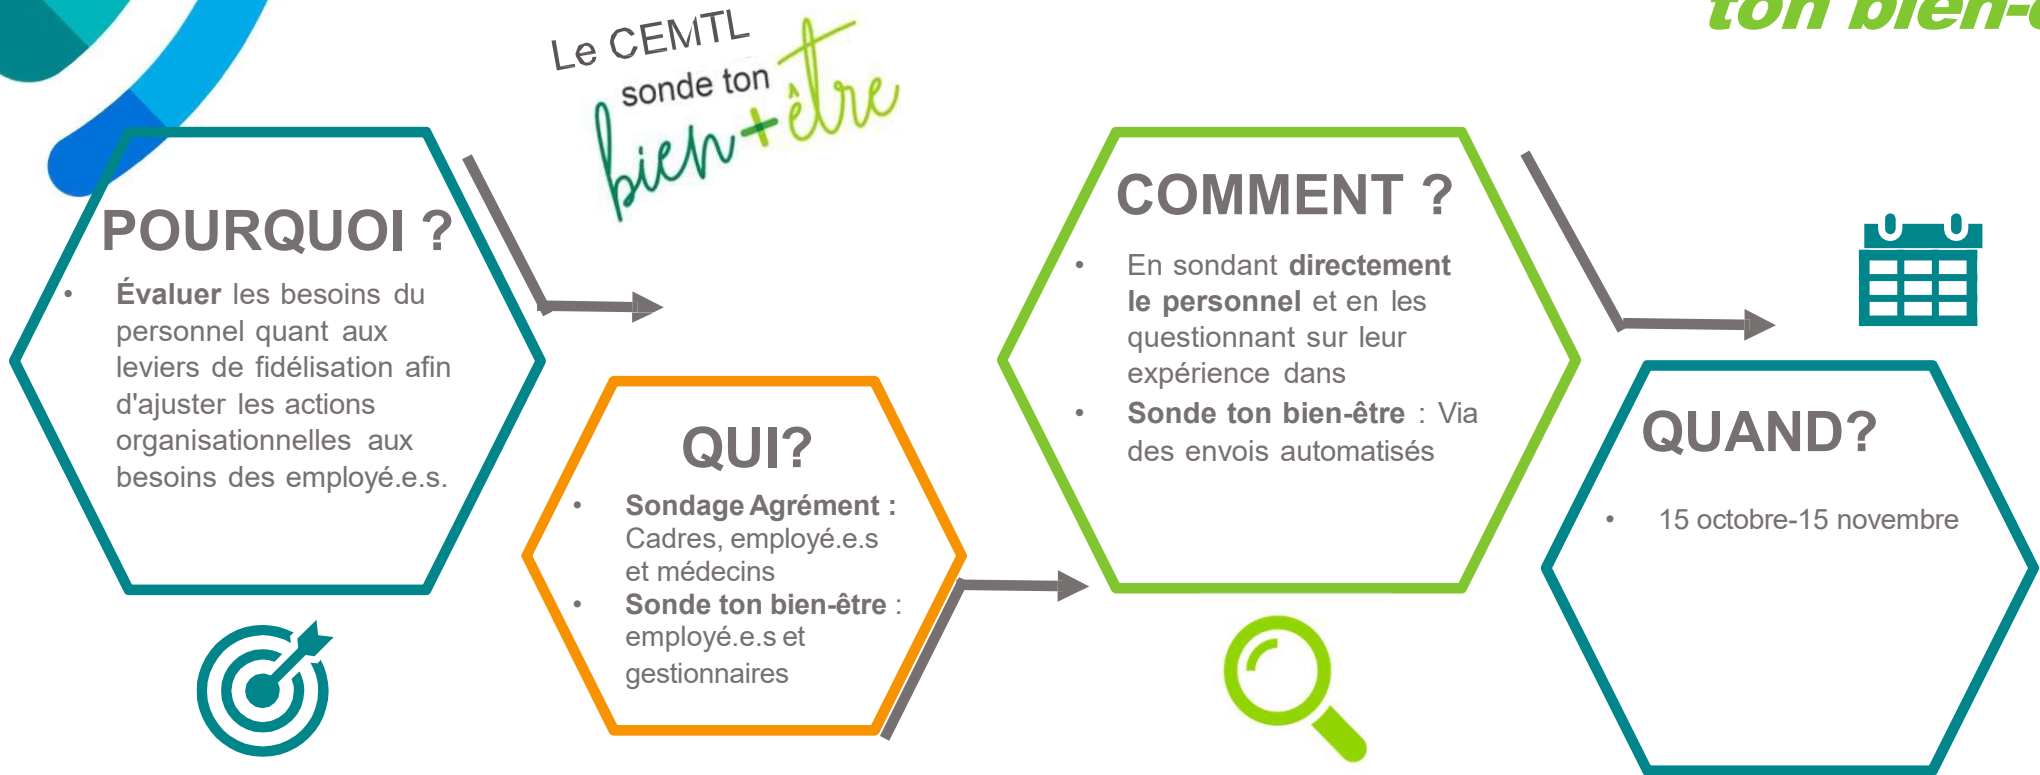 ton bien-ê
Le CEMTL
sonde ton
bien+être
POURQUOI ?
• Évaluer les besoins du
personnel quant aux
leviers de fidélisation afin
d'ajuster les actions
organisationnelles aux
besoins des employé.e.s.
QUI?
• Sondage Agrément :
Cadres, employé.e.s
et médecins
• Sonde ton bien-être :
employé.e.s et
gestionnaires
COMMENT ?
• En sondant directement
le personnel et en les
questionnant sur leur
expérience dans
• Sonde ton bien-être : Via
des envois automatisés
QUAND?
• 15 octobre-15 novembre